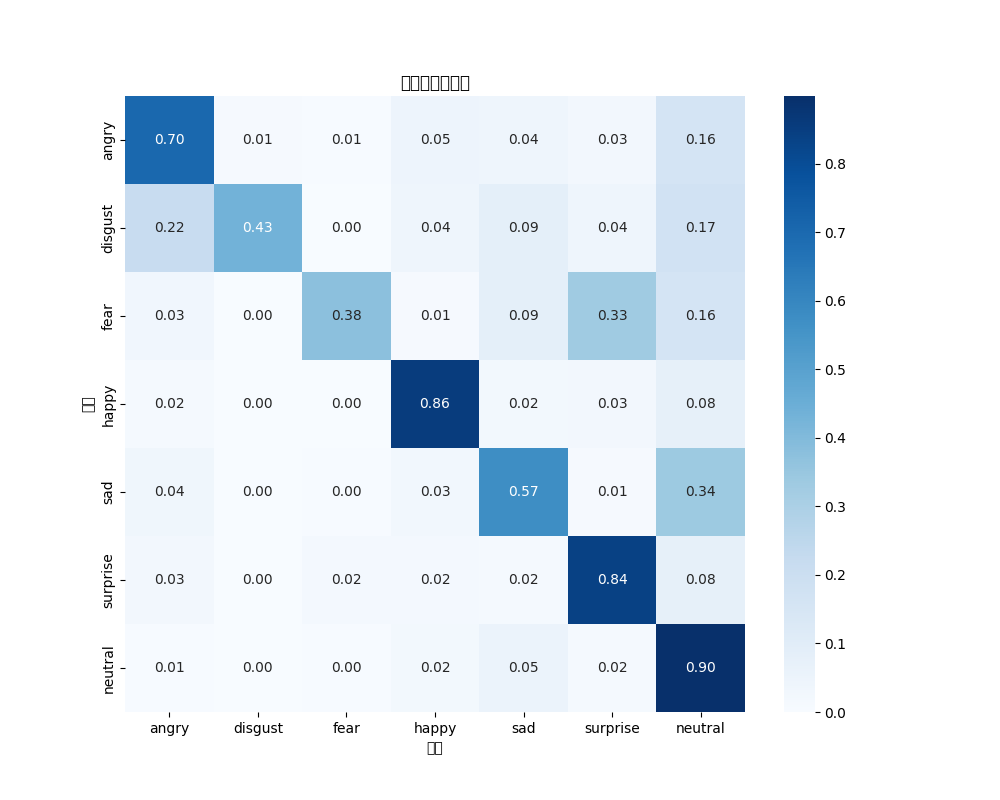 angry 0.70 0.01 0.01 0.05 0.04 0.03 0.16
disgust 0.22 0.43 0.00 0.04 0.09 0.04 0.17
fear 0.03 0.00 0.38 0.01 0.09 0.33 0.16
happy 0.02 0.00 0.00 0.86 0.02 0.03 0.08
sad 0.04 0.00 0.00 0.03 0.57 0.01 0.34
surprise 0.03 0.00 0.02 0.02 0.02 0.84 0.08
neutral 0.01 0.00 0.00 0.02 0.05 0.02 0.90
angry disgust fear happy sad surprise neutral
0.8
0.7
0.6
0.5
0.4
0.3
0.2
0.1
0.0